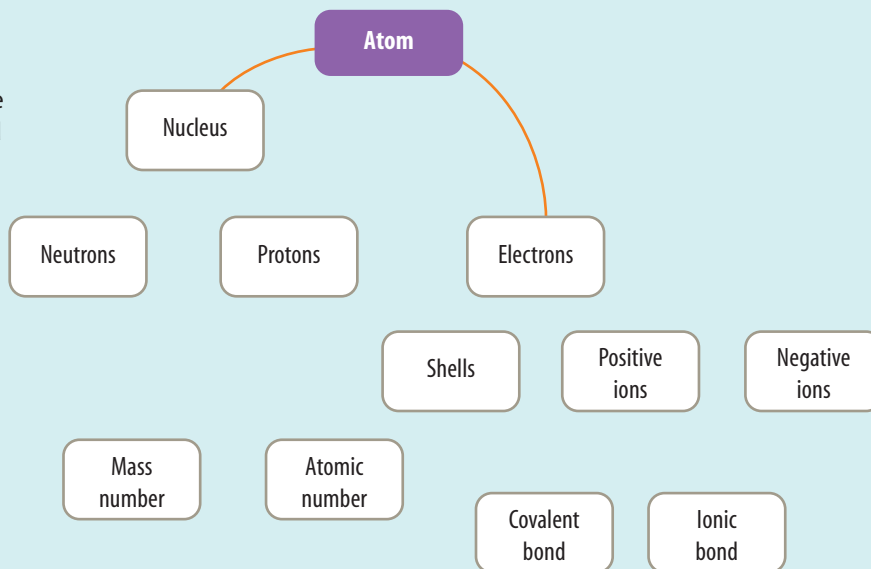 Atom
Nucleus
Neutrons
Protons
Electrons
Shells
Positive
ions
Negative
ions
Mass
number
Atomic
number
Covalent
bond
Ionic
bond